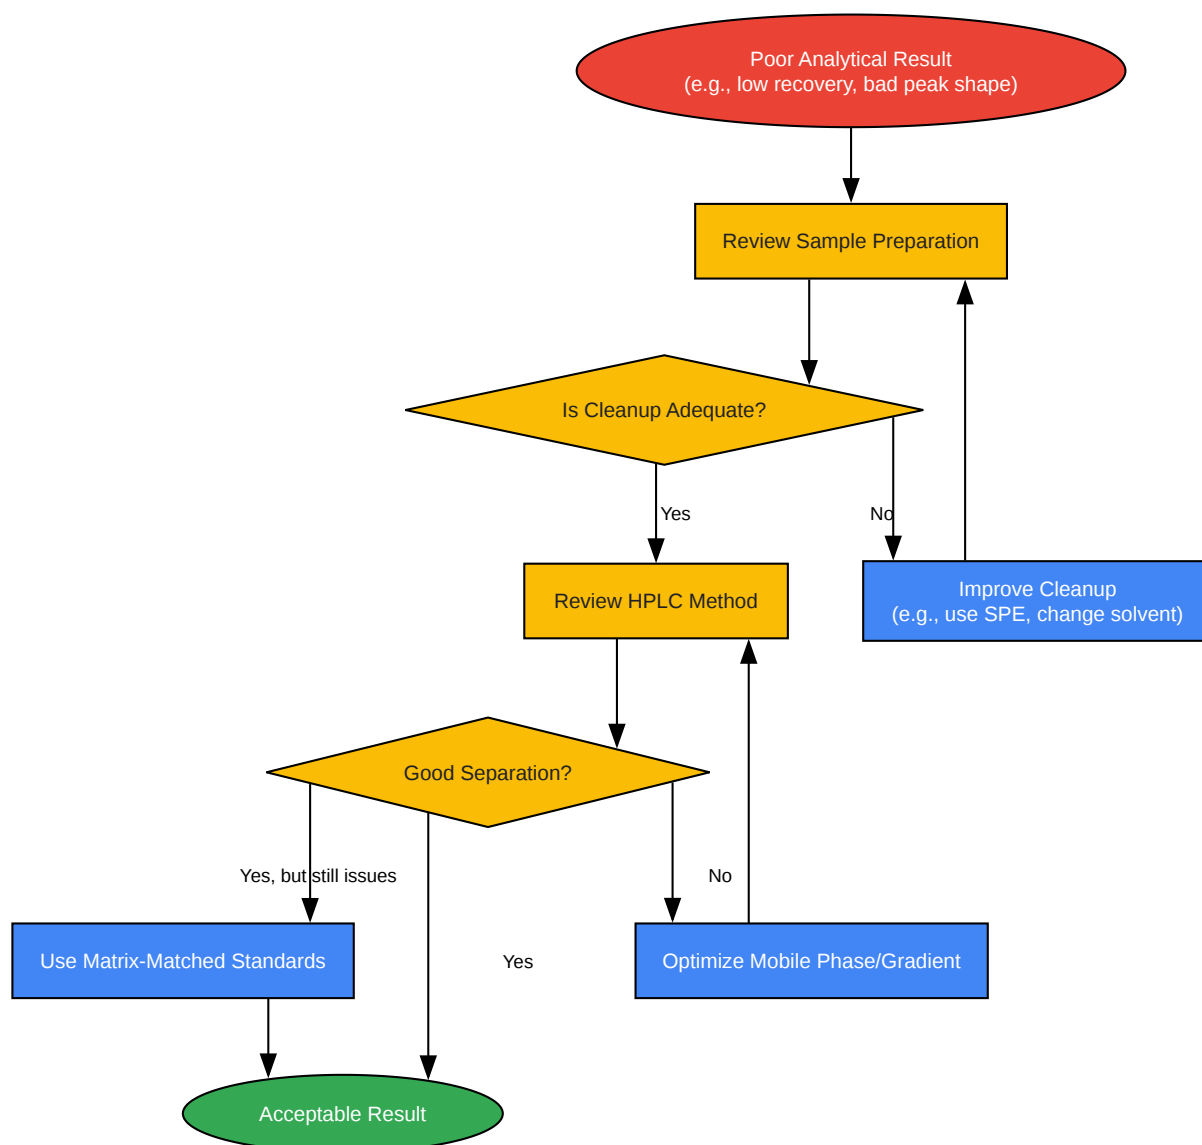 Poor Analytical Result
(e.g., low recovery, bad peak shape)
Review Sample Preparation
Is Cleanup Adequate?
Yes
No
Review HPLC Method
Improve Cleanup
(e.g., use SPE, change solvent)
Good Separation?
Yes, but still issues
No
Use Matrix-Matched Standards
Yes
Optimize Mobile Phase/Gradient
Acceptable Result